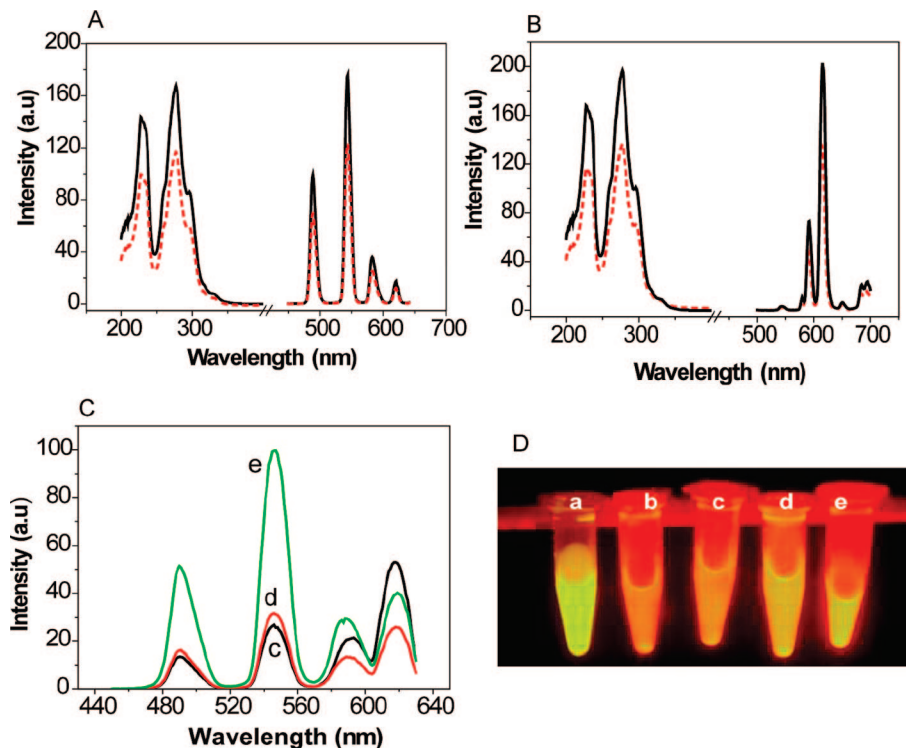 A
Intensity (a.u)
200
160
120
80
40
0
200 300 500 600 700
Wavelength (nm)
B
Intensity (a.u)
200
160
120
80
40
0
200 300 400 500 600 700
Wavelength (nm)
C
Intensity (a.u)
100
80
60
40
20
0
e
d
c
440 480 520 560 600 640
Wavelength (nm)
D
a b c d e